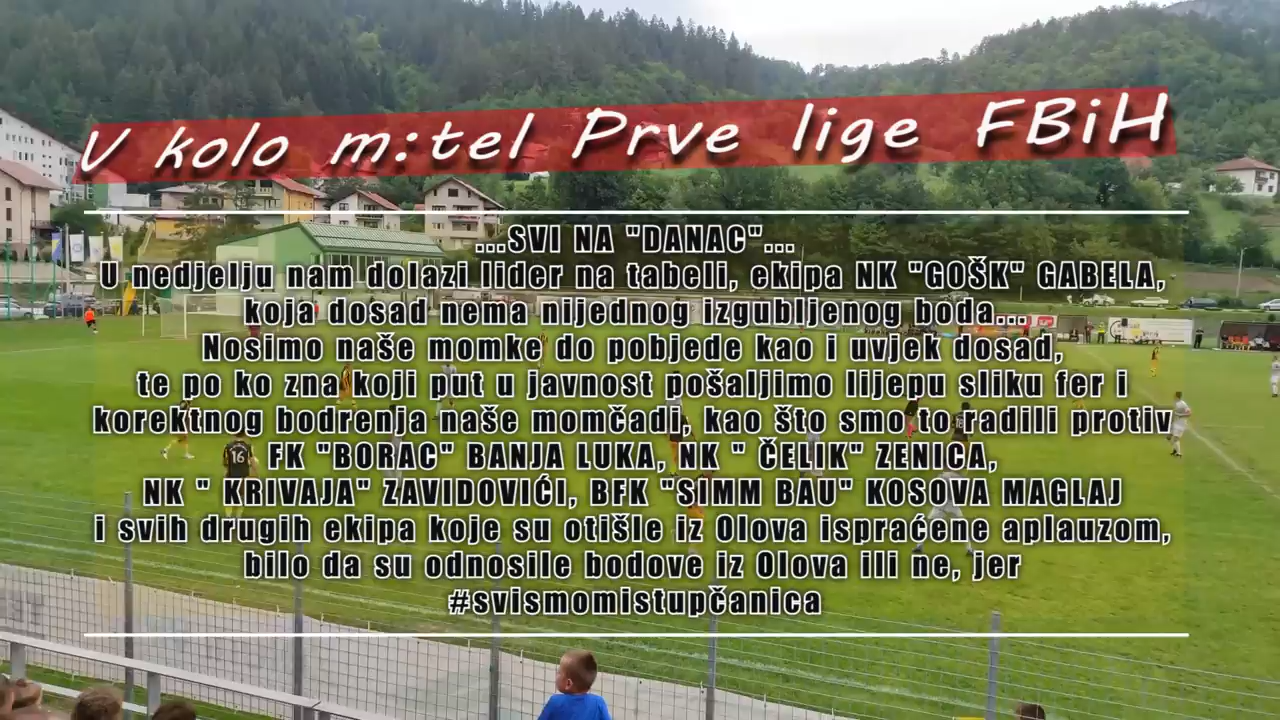 V kolo m:tel Prve lige FBiH
...SVI NA "DANAC"...
U nedjelju nam dolazi lider na tabeli, ekipa NK "GOŠK" GABELA,
koja dosad nema nijednog izgubljenog boda...
Nosimo naše momke do pobjede kao i uvjek dosad,
te po ko zna koji put u javnost pošaljimo lijepu sliku fer i
korektnog bodrenja naše momčadi, kao što smo to radili protiv
FK "BORAC" BANJA LUKA, NK " ČELIK" ZENICA,
NK " KRIVAJA" ZAVIDOVIĆI, BFK "SIMM BAU" KOSOVA MAGLAJ
i svih drugih ekipa koje su otišle iz Olova ispraćene aplauzom,
bilo da su odnosile bodove iz Olova ili ne, jer
#svismomistupčanica
16